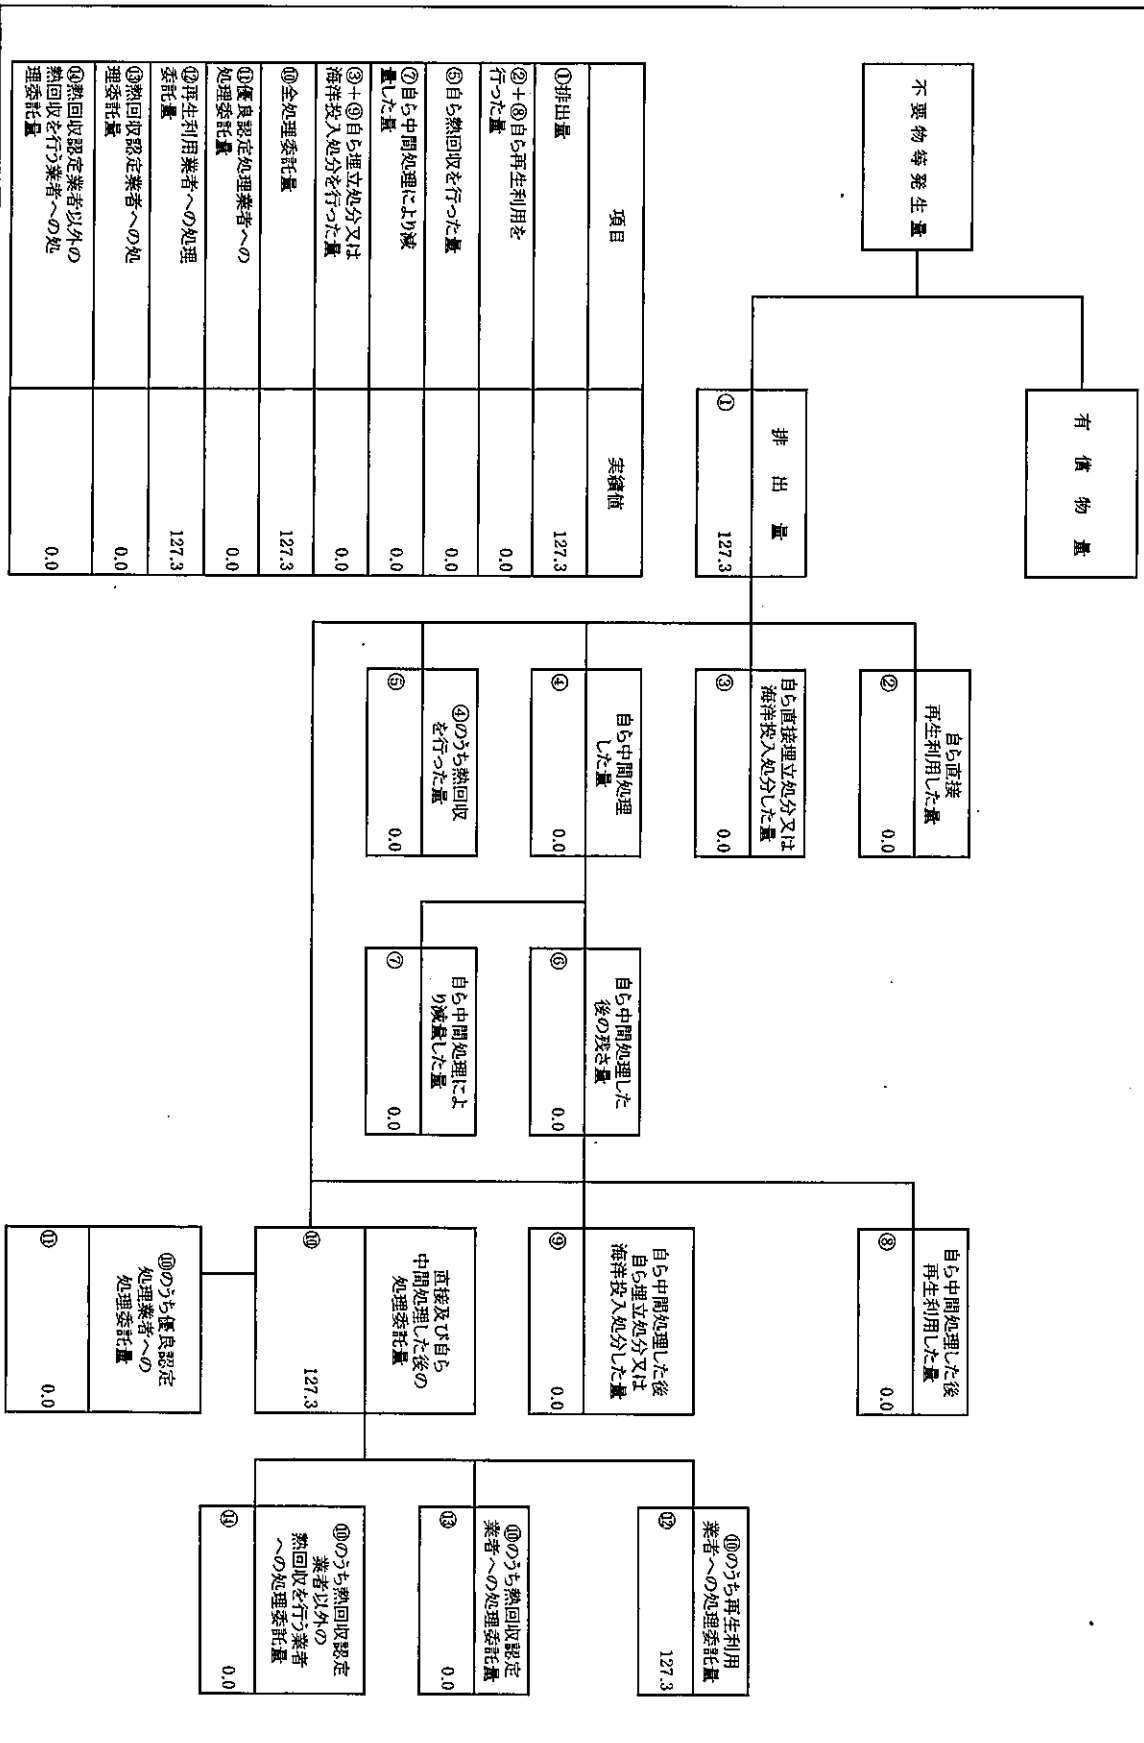 不要物等発生量
有償物量
排出量
①
127.3
自ら直接
再生利用した量
②
0.0
自ら直接埋立処分又は
海洋投入処分した量
③
0.0
自ら中間処理
した量
④
0.0
④のうち熱回収
を行った量
⑤
0.0
自ら中間処理した
後の残さ量
⑥
0.0
自ら中間処理によ
り減量した量
⑦
0.0
自ら中間処理した後
再生利用した量
⑧
0.0
自ら中間処理した後
自ら埋立処分又は
海洋投入処分した量
⑨
0.0
直接及び自ら
中間処理した後の
処理委託量
⑩
127.3
⑩のうち優良認定
処理業者への
処理委託量
⑪
0.0
⑩のうち再生利用
業者への処理委託量
⑫
127.3
⑩のうち熱回収認定
業者への処理委託量
⑬
0.0
⑩のうち熱回収認定
業者以外の
熱回収を行う業者
への処理委託量
⑭
0.0
項目
実績値
①排出量
127.3
②+⑧自ら再生利用を
行った量
0.0
⑤自ら熱回収を行った量
0.0
⑦自ら中間処理により減
量した量
0.0
③+⑨自ら埋立処分又は
海洋投入処分を行った量
0.0
⑩全処理委託量
127.3
⑪優良認定処理業者への
処理委託量
0.0
⑫再生利用業者への処理
委託量
127.3
⑬熱回収認定業者への処
理委託量
0.0
⑭熱回収認定業者以外の
熱回収を行う業者への処
理委託量
0.0